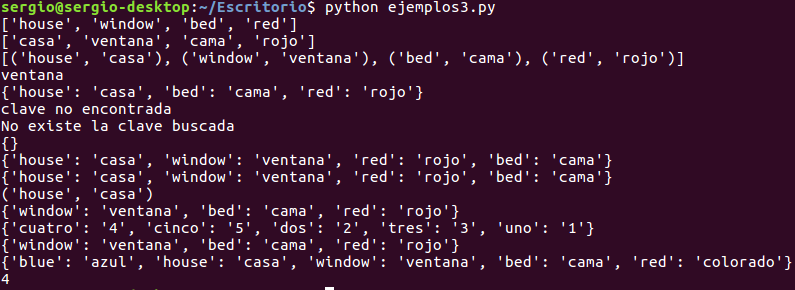 sergio@sergio-desktop:~/Escritorio$ python ejemplos3.py
['house', 'window', 'bed', 'red']
['casa', 'ventana', 'cama', 'rojo']
[('house', 'casa'), ('window', 'ventana'), ('bed', 'cama'), ('red', 'rojo')]
ventana
{'house': 'casa', 'bed': 'cama', 'red': 'rojo'}
clave no encontrada
No existe la clave buscada
{}
{'house': 'casa', 'window': 'ventana', 'red': 'rojo', 'bed': 'cama'}
{'house': 'casa', 'window': 'ventana', 'red': 'rojo', 'bed': 'cama'}
('house', 'casa')
{'window': 'ventana', 'bed': 'cama', 'red': 'rojo'}
{'cuatro': '4', 'cinco': '5', 'dos': '2', 'tres': '3', 'uno': '1'}
{'window': 'ventana', 'bed': 'cama', 'red': 'rojo'}
{'blue': 'azul', 'house': 'casa', 'window': 'ventana', 'bed': 'cama', 'red': 'colorado'}
4